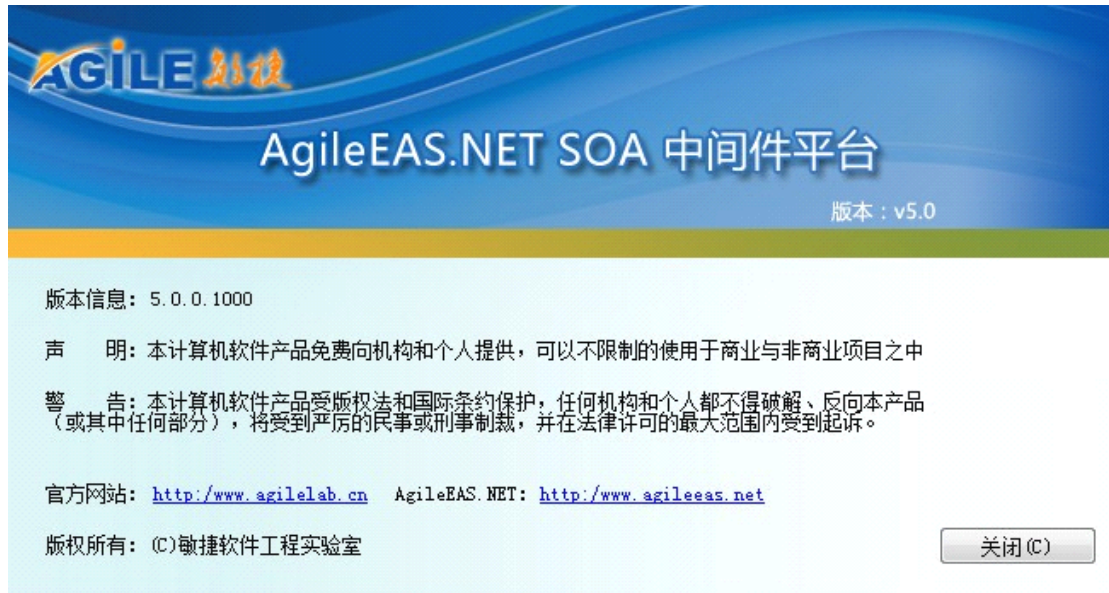 AGiLE 敏捷
AgileEAS.NET SOA 中间件平台
版本：v5.0
版本信息：5.0.0.1000
声　　明：本计算机软件产品免费向机构和个人提供，可以不限制的使用于商业与非商业项目之中
警　　告：本计算机软件产品受版权法和国际条约保护，任何机构和个人都不得破解、反向本产品
（或其中任何部分），将受到严厉的民事或刑事制裁，并在法律许可的最大范围内受到起诉。
官方网站：http:/www.agilelab.cn AgileEAS.NET：http:/www.agileeas.net
版权所有：(C)敏捷软件工程实验室
关闭(C)